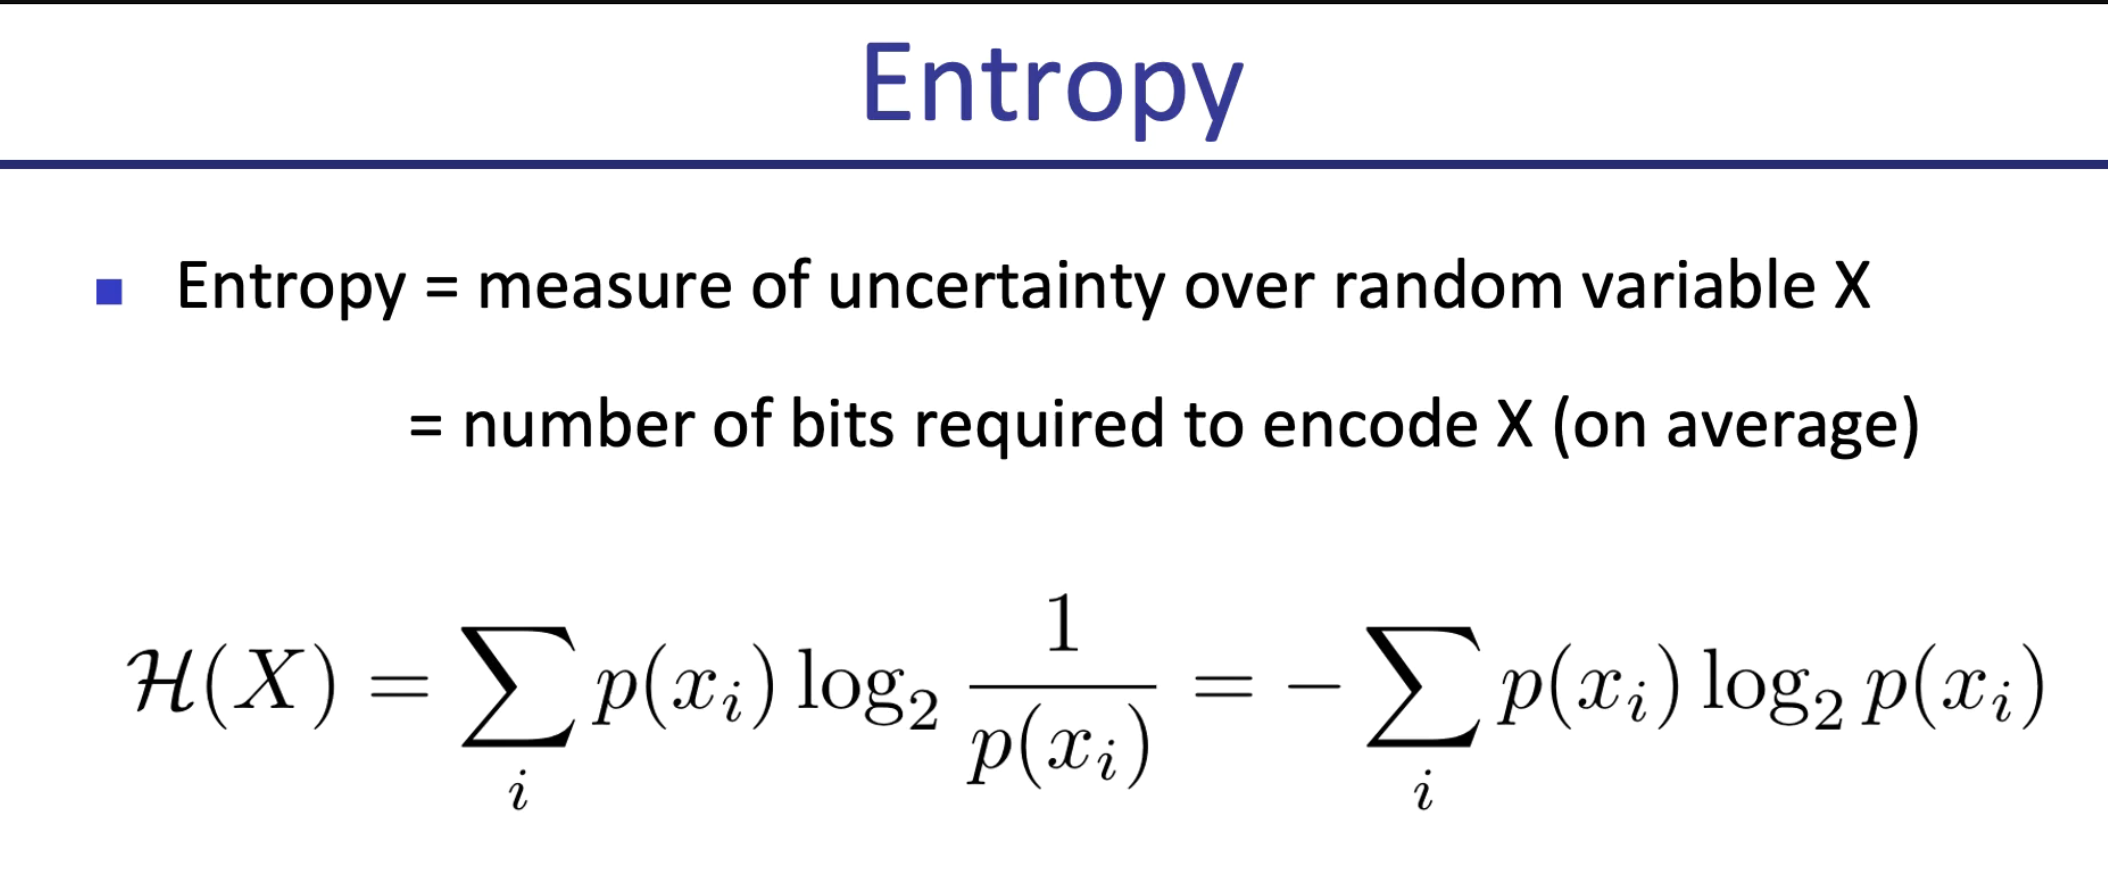 Entropy
■ Entropy = measure of uncertainty over random variable X
= number of bits required to encode X (on average)
$\mathcal{H}(X) = \sum_i p(x_i) \log_2 \frac{1}{p(x_i)} = -\sum_i p(x_i) \log_2 p(x_i)$